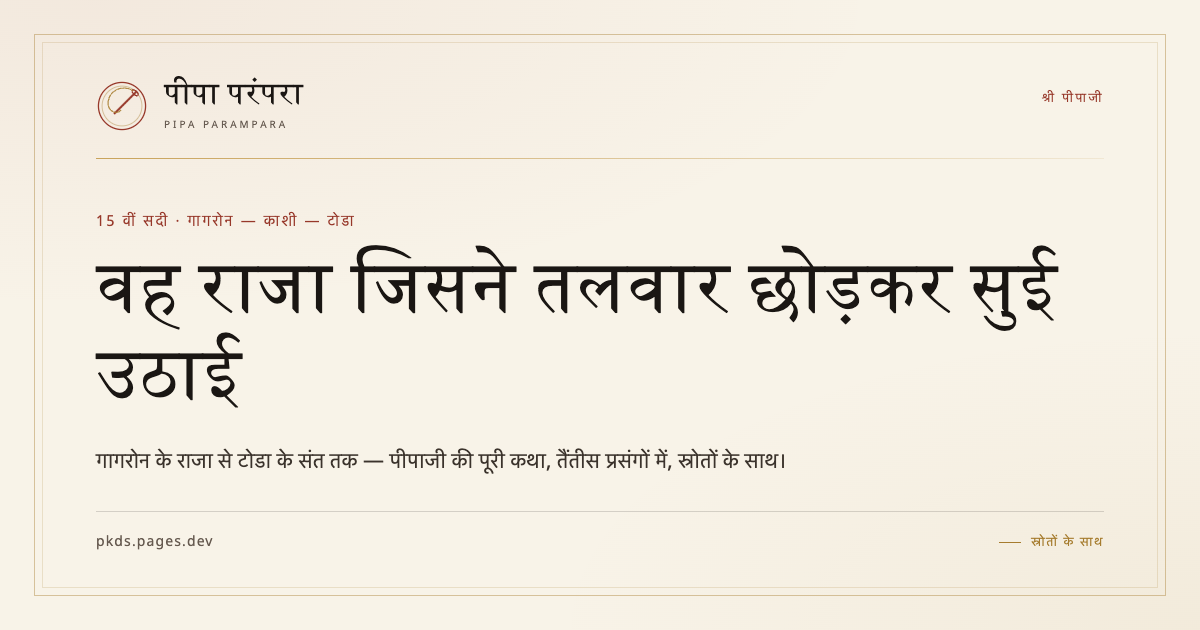 पीपा परंपरा
PIPA PARAMPARA
श्री पीपाजी
15 वीं सदी · गागरोन — काशी — टोडा
वह राजा जिसने तलवार छोड़कर सुई
उठाई
गागरोन के राजा से टोडा के संत तक — पीपाजी की पूरी कथा, तैंतीस प्रसंगों में, स्रोतों के साथ।
pkds.pages.dev
— स्रोतों के साथ